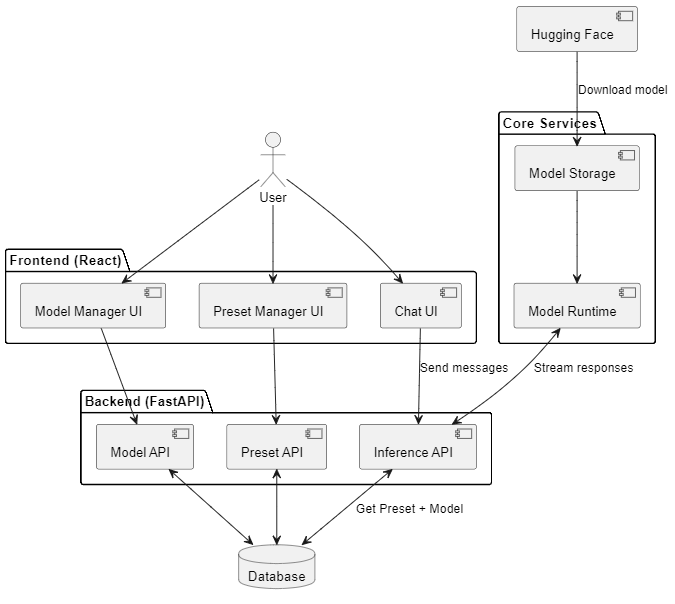 Hugging Face
Download model
Core Services
Model Storage
User
Frontend (React)
Model Manager UI
Preset Manager UI
Chat UI
Model Runtime
Send messages
Stream responses
Backend (FastAPI)
Model API
Preset API
Inference API
Get Preset + Model
Database